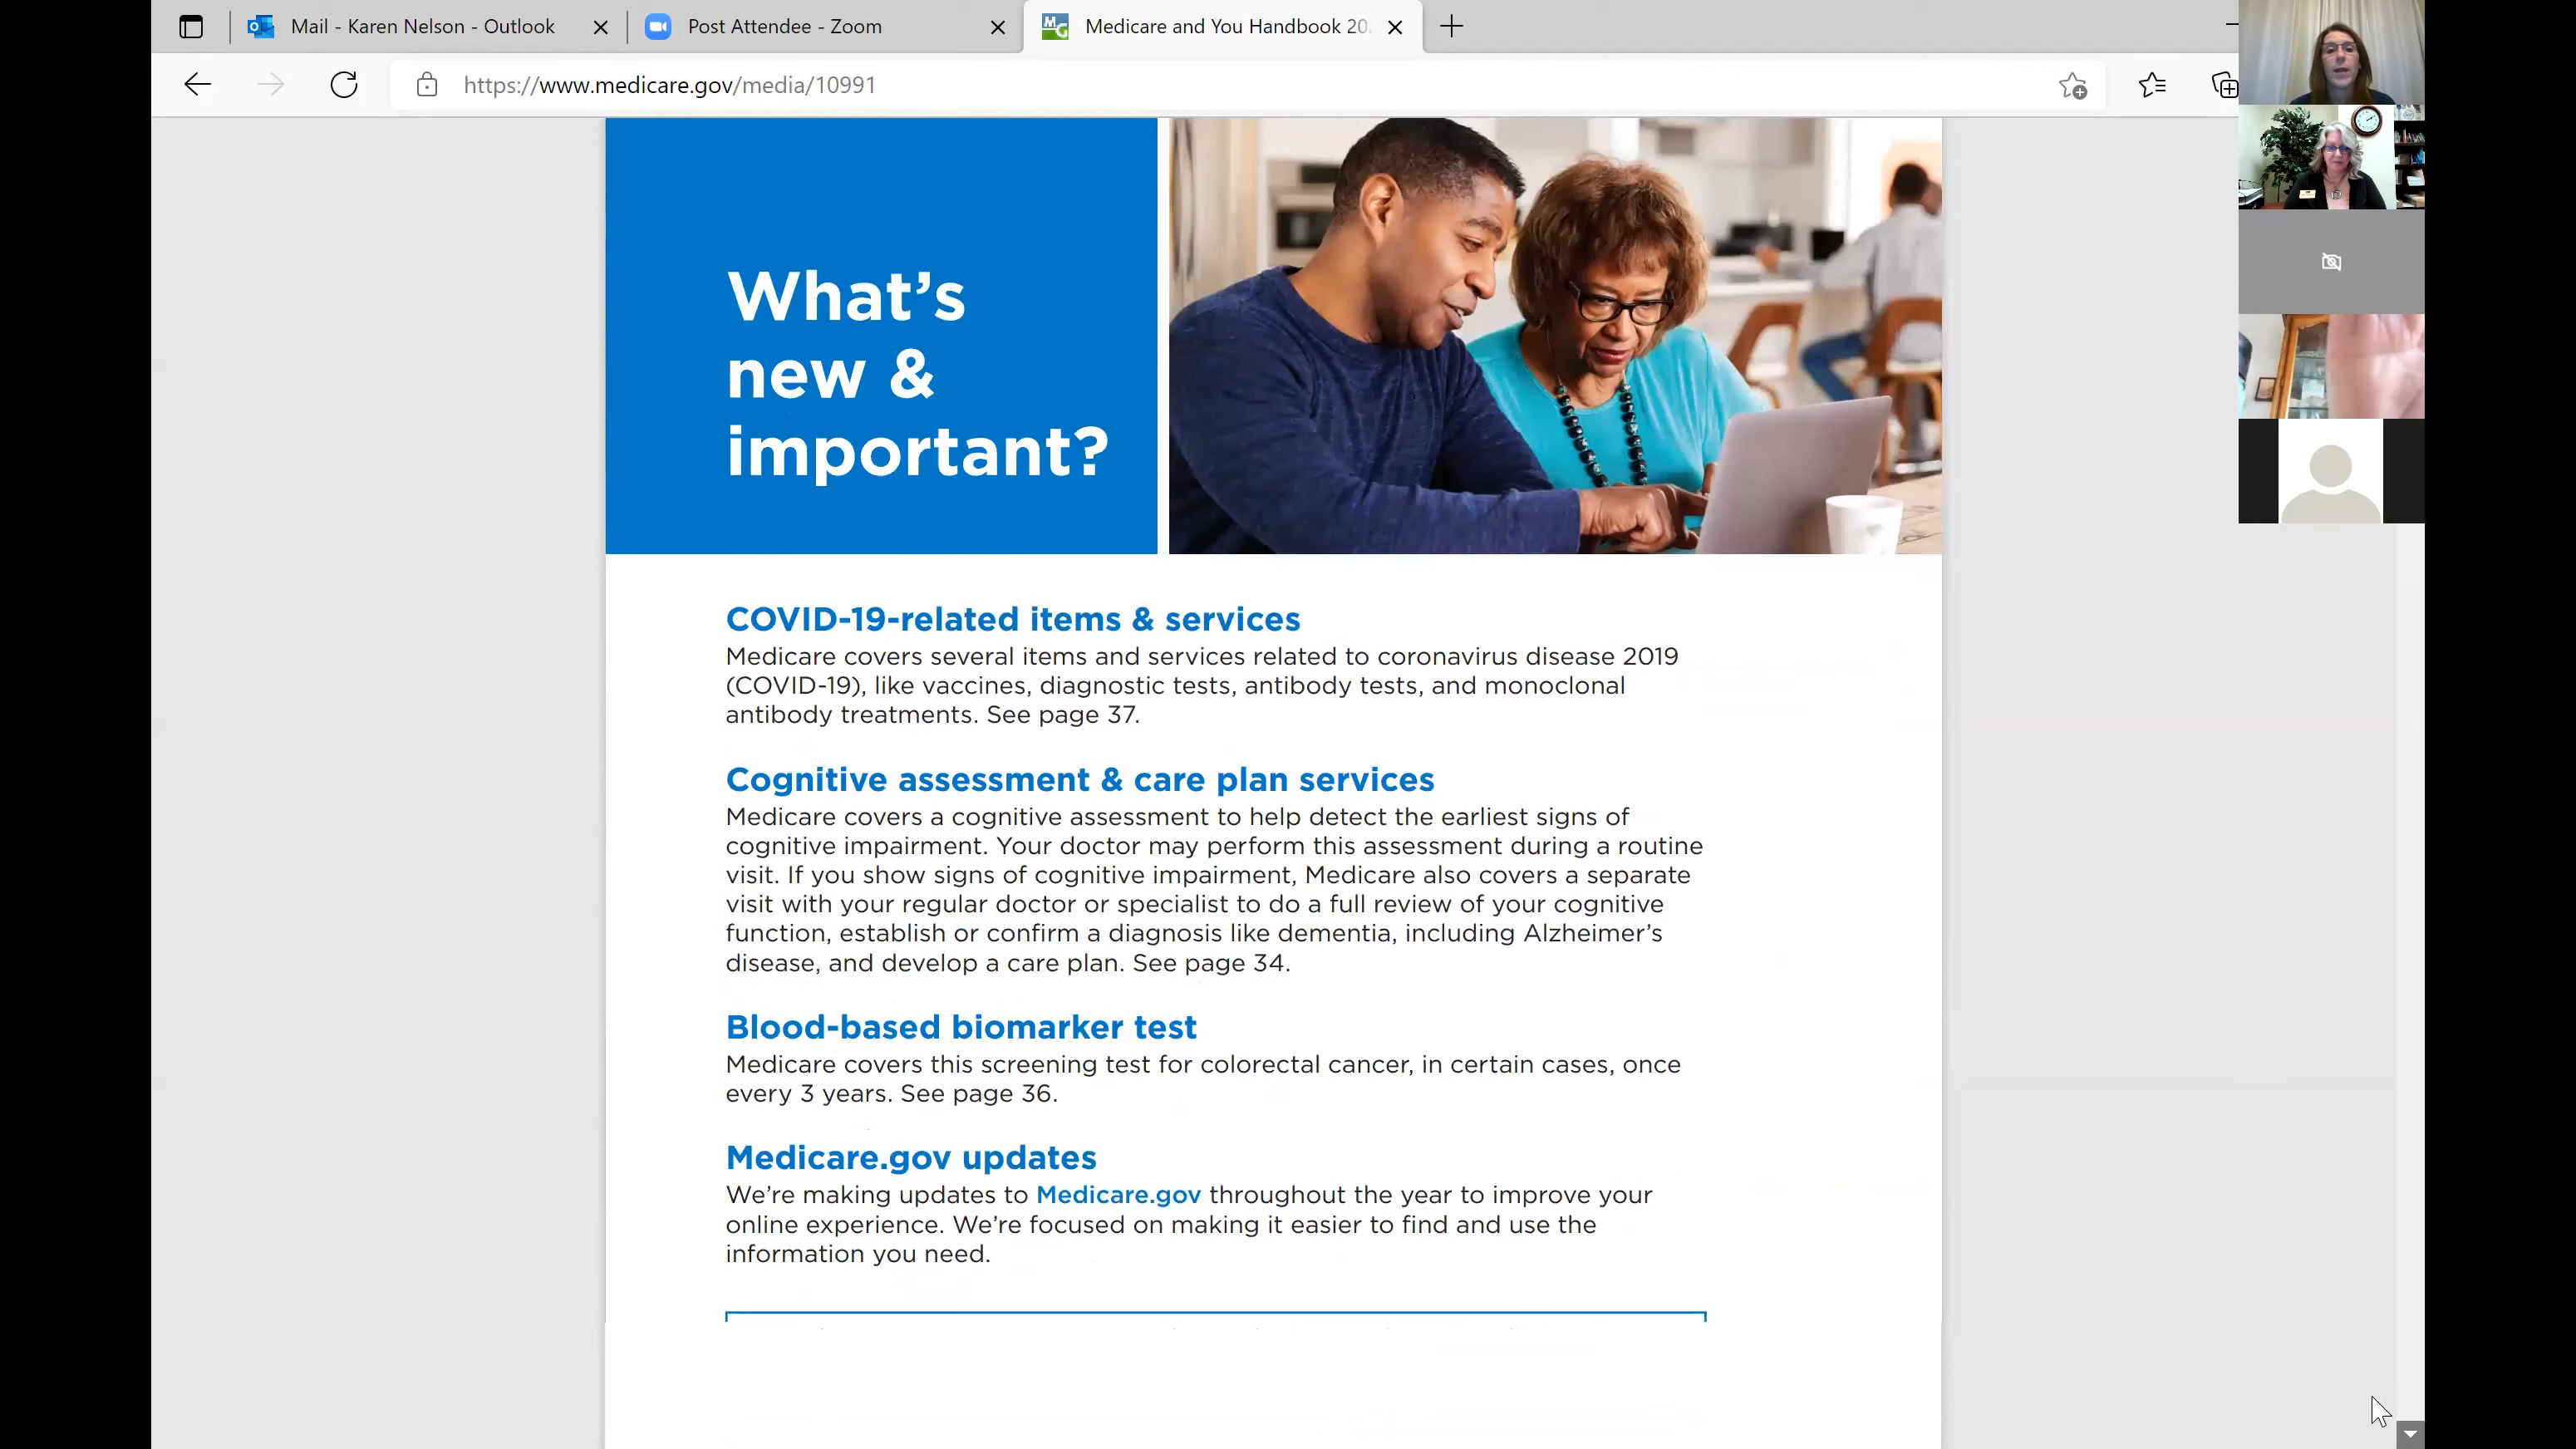 Mail - Karen Nelson - Outlook
Post Attendee - Zoom
Medicare and You Handbook 20
https://www.medicare.gov/media/10991
What's
new &
important?
COVID-19-related items & services
Medicare covers several items and services related to coronavirus disease 2019
(COVID-19), like vaccines, diagnostic tests, antibody tests, and monoclonal
antibody treatments. See page 37.
Cognitive assessment & care plan services
Medicare covers a cognitive assessment to help detect the earliest signs of
cognitive impairment. Your doctor may perform this assessment during a routine
visit. If you show signs of cognitive impairment, Medicare also covers a separate
visit with your regular doctor or specialist to do a full review of your cognitive
function, establish or confirm a diagnosis like dementia, including Alzheimer's
disease, and develop a care plan. See page 34.
Blood-based biomarker test
Medicare covers this screening test for colorectal cancer, in certain cases, once
every 3 years. See page 36.
Medicare.gov updates
We're making updates to Medicare.gov throughout the year to improve your
online experience. We're focused on making it easier to find and use the
information you need.